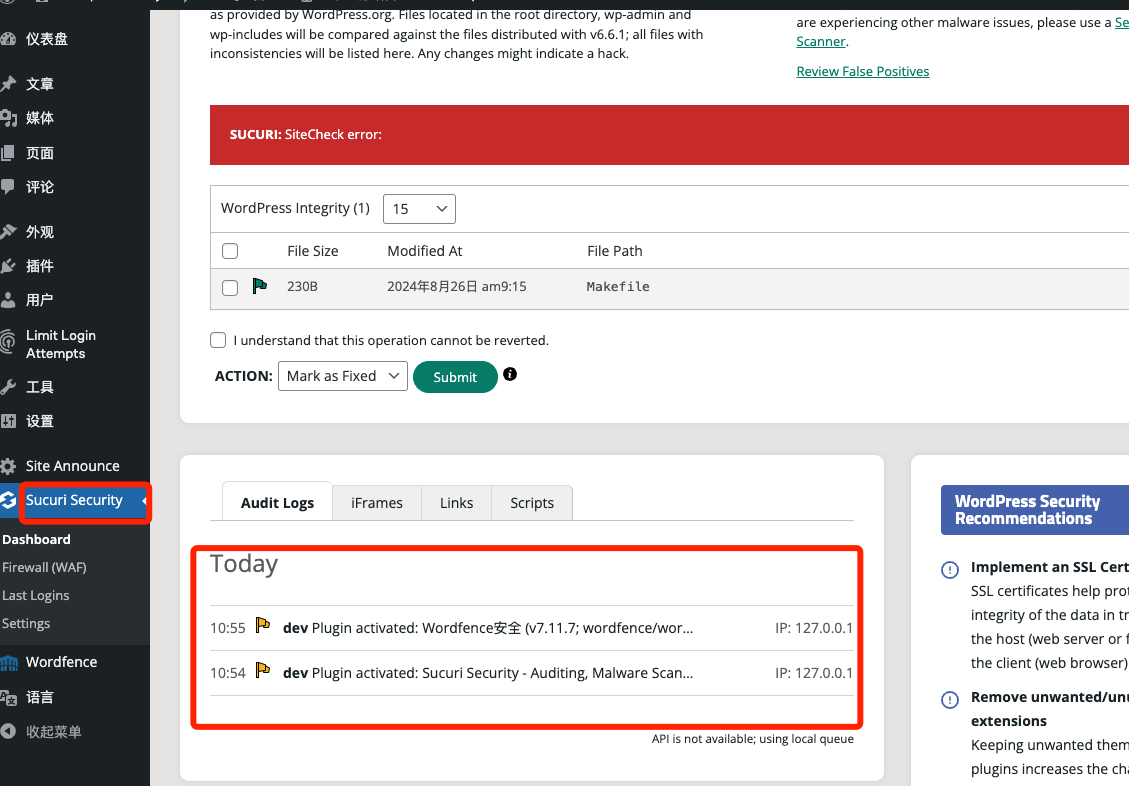 as provided by WordPress.org. Files located in the root directory, wp-admin and
wp-includes will be compared against the files distributed with v6.6.1; all files with
inconsistencies will be listed here. Any changes might indicate a hack.
are experiencing other malware issues, please use a
Scanner.
Review False Positives
仪表盘
文章
媒体
页面
评论
外观
插件
用户
Limit Login
Attempts
工具
设置
Site Announce
Sucuri Security
Dashboard
Firewall (WAF)
Last Logins
Settings
Wordfence
语言
收起菜单
SUCURI: SiteCheck error:
WordPress Integrity (1) 15
File Size Modified At File Path
230B 2024年8月26日 am9:15 Makefile
I understand that this operation cannot be reverted.
ACTION: Mark as Fixed Submit
Audit Logs iFrames Links Scripts
Today
10:55 dev Plugin activated: Wordfence安全 (v7.11.7; wordfence/wor... IP: 127.0.0.1
10:54 dev Plugin activated: Sucuri Security - Auditing, Malware Scan... IP: 127.0.0.1
API is not available; using local queue
WordPress Security
Recommendations
Implement an SSL Cert
SSL certificates help pro
integrity of the data in tr
the host (web server or
the client (web browser)
Remove unwanted/unu
extensions
Keeping unwanted them
plugins increases the cha